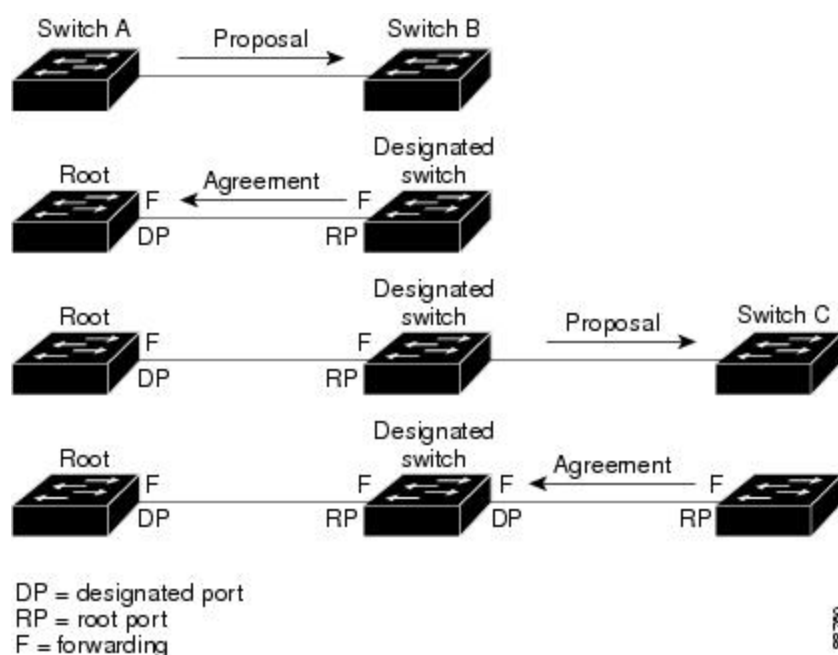 Switch A
Proposal
Switch B
Root
F
DP
Agreement
Designated
switch
F
RP
Root
F
DP
Designated
switch
F
RP
Proposal
Switch C
Root
F
DP
Designated
switch
F
RP
F
DP
Agreement
F
RP
DP = designated port
RP = root port
F = forwarding